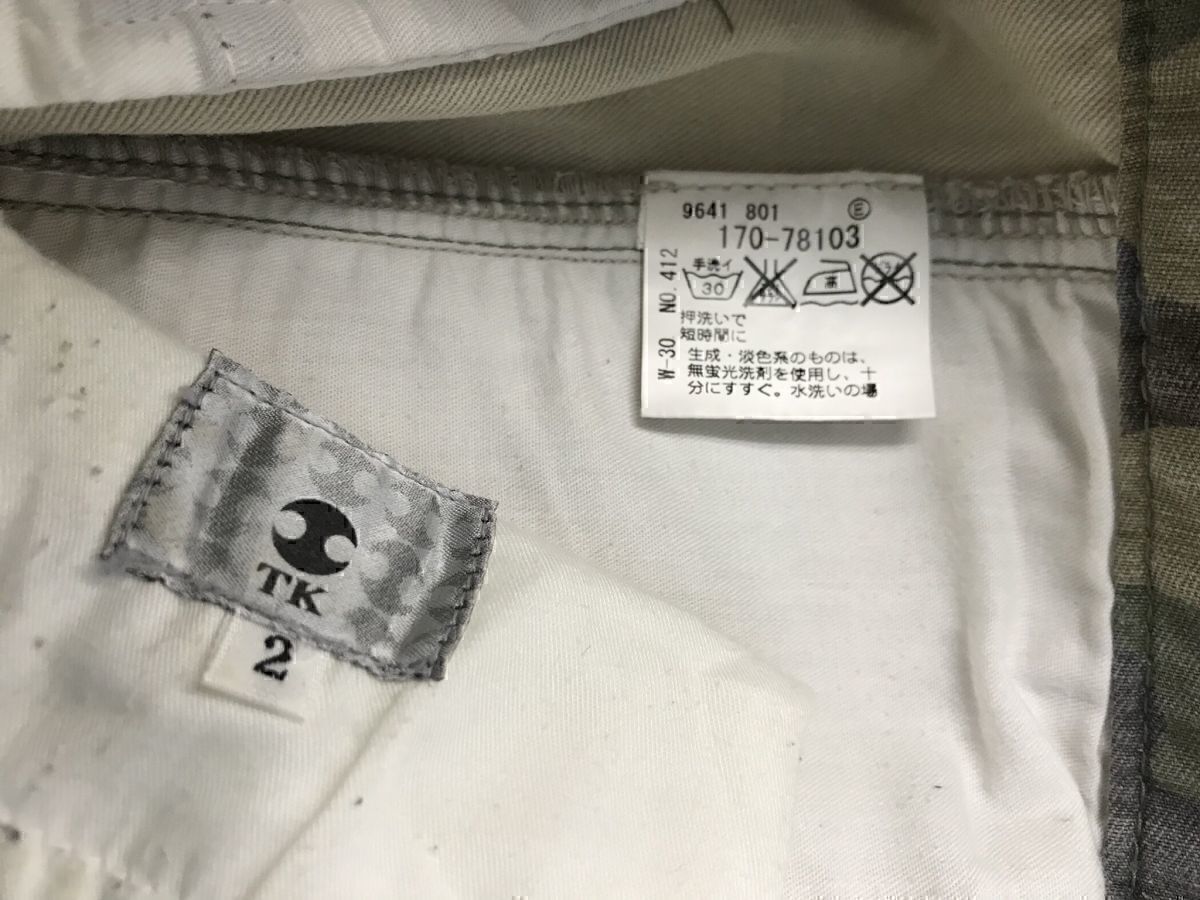 9641 801 Ⓔ
170-78103
手洗イ
30
高
押洗いで
短時間に
生成・淡色系のものは、
無蛍光洗剤を使用し、十
分にすすぐ。水洗いの場
W-30 NO. 412
TK
2